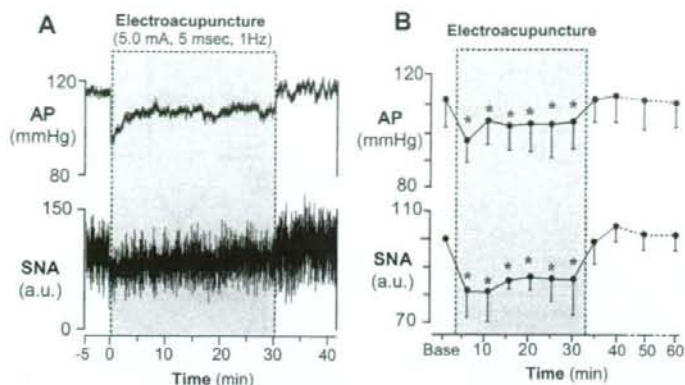 A
Electroacupuncture
(5.0 mA, 5 msec, 1Hz)
120
AP
(mmHg)
80
150
SNA
(a.u.)
0
-5 0 10 20 30 40
Time (min)
B
Electroacupuncture
120
AP
(mmHg)
80
* * * * * *
110
SNA
(a.u.)
70
* * * * * *
Base 10 20 30 40 50 60
Time (min)